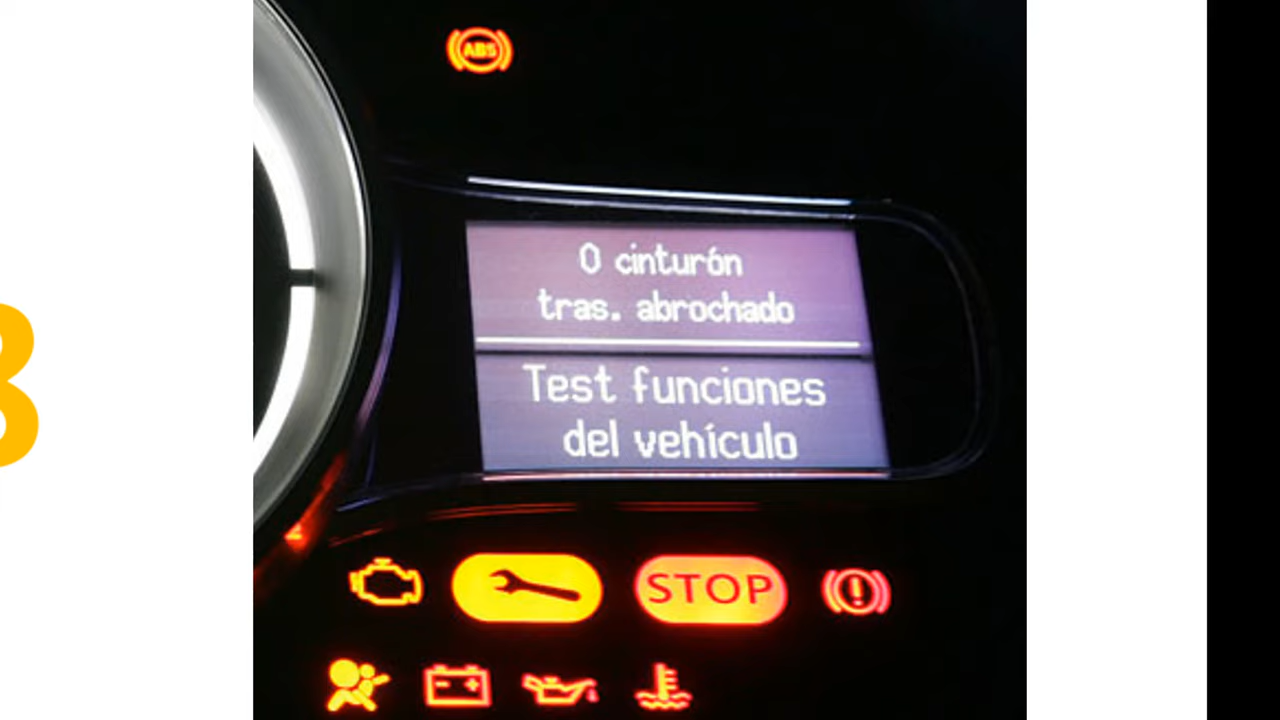 ABS
0 cinturón
tras. abrochado
Test funciones
del vehículo
STOP